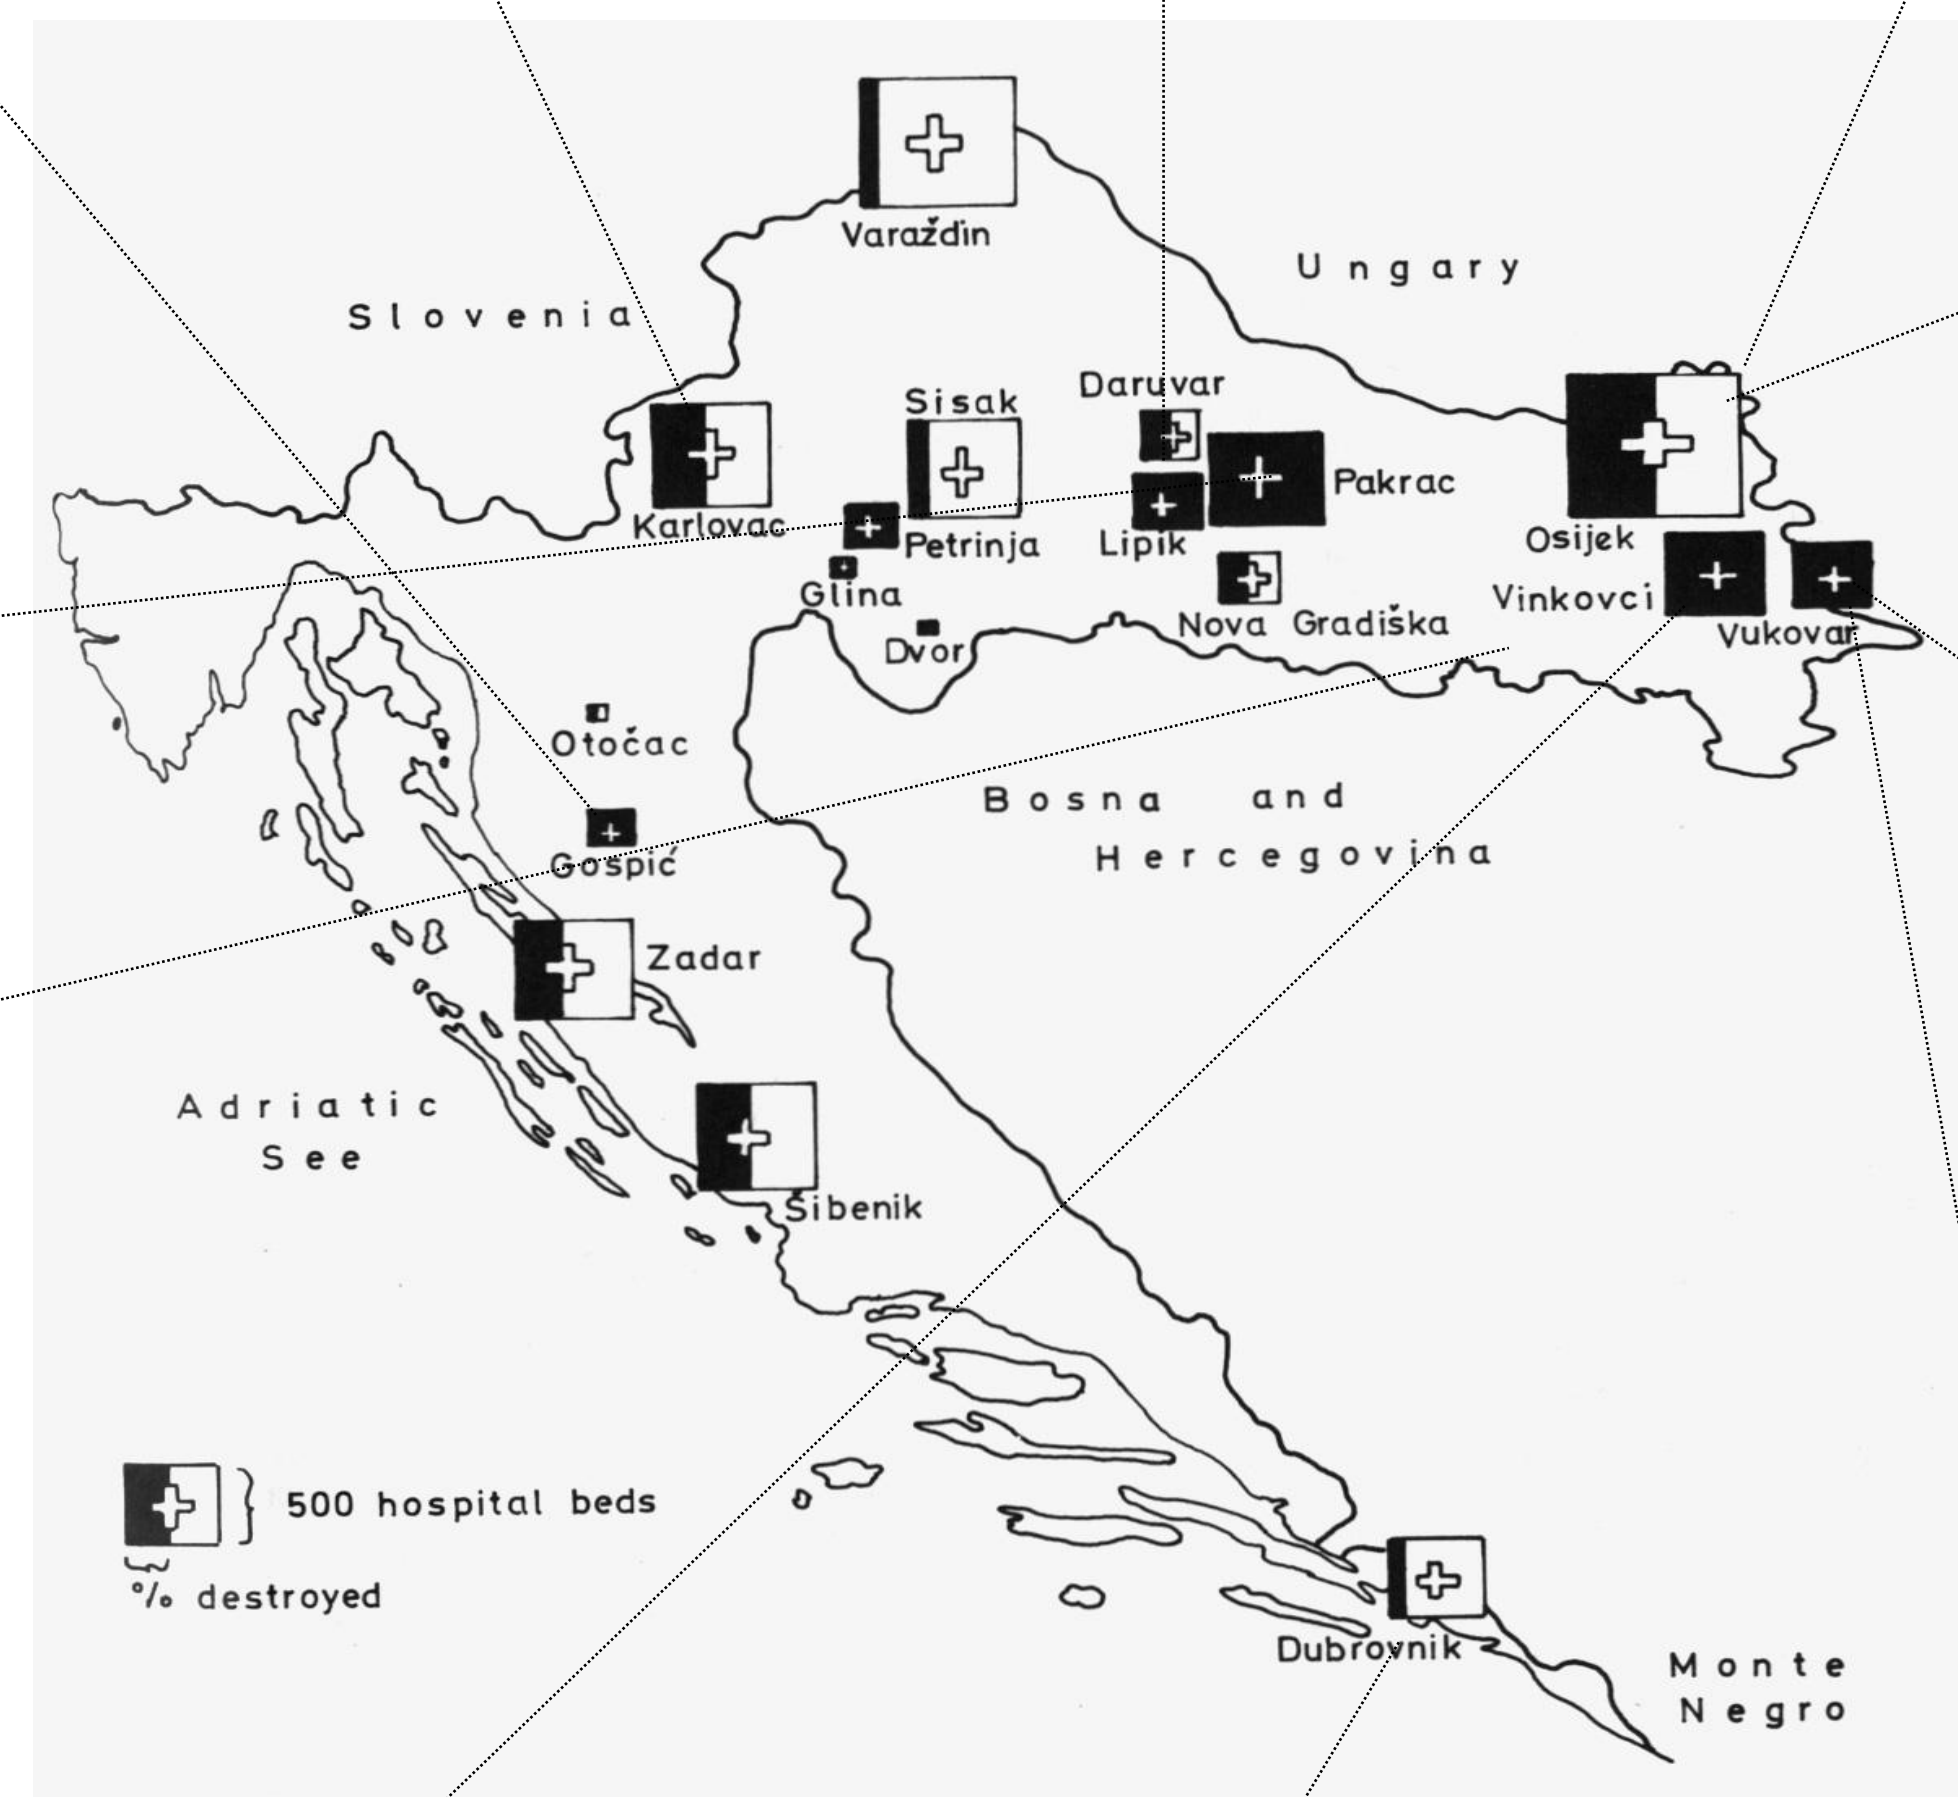 Varaždin
Ungary
Slovenia
Daruvar
Sisak
Pakrac
Karlovac
Petrinja
Lipik
Osijek
Glina
Vinkovci
Nova Gradiška
Vukovar
Dvor
Otočac
Bosna and
Hercegovina
Gospić
Zadar
Adriatic
See
Šibenik
500 hospital beds
% destroyed
Dubrovnik
Monte
Negro